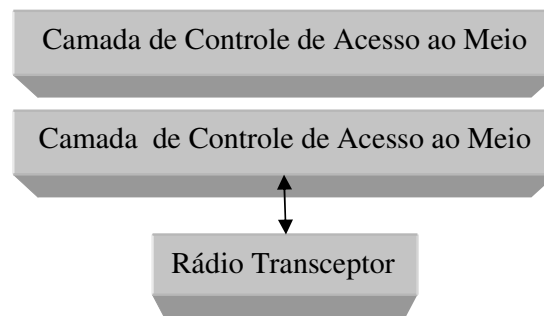 Camada de Controle de Acesso ao Meio
Camada de Controle de Acesso ao Meio
Rádio Transceptor